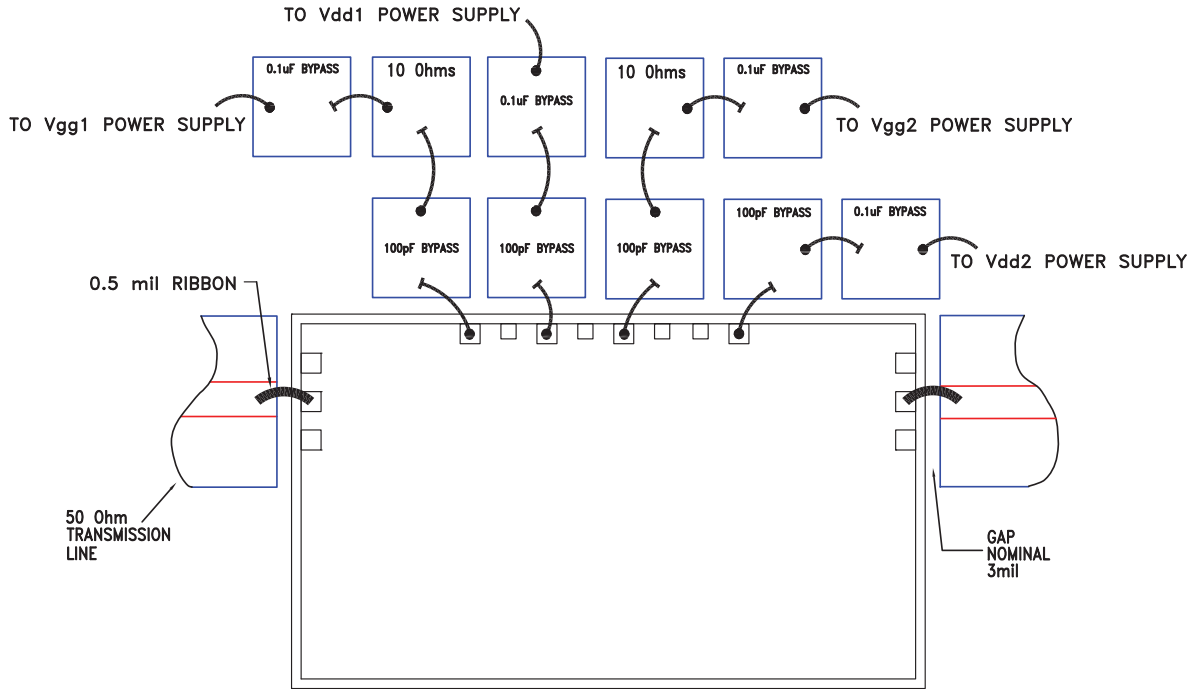 TO Vdd1 POWER SUPPLY
0.1uF BYPASS
10 Ohms
0.1uF BYPASS
10 Ohms
0.1uF BYPASS
TO Vgg1 POWER SUPPLY
TO Vgg2 POWER SUPPLY
100pF BYPASS
100pF BYPASS
100pF BYPASS
100pF BYPASS
0.1uF BYPASS
TO Vdd2 POWER SUPPLY
0.5 mil RIBBON
50 Ohm
TRANSMISSION
LINE
GAP
NOMINAL
3mil